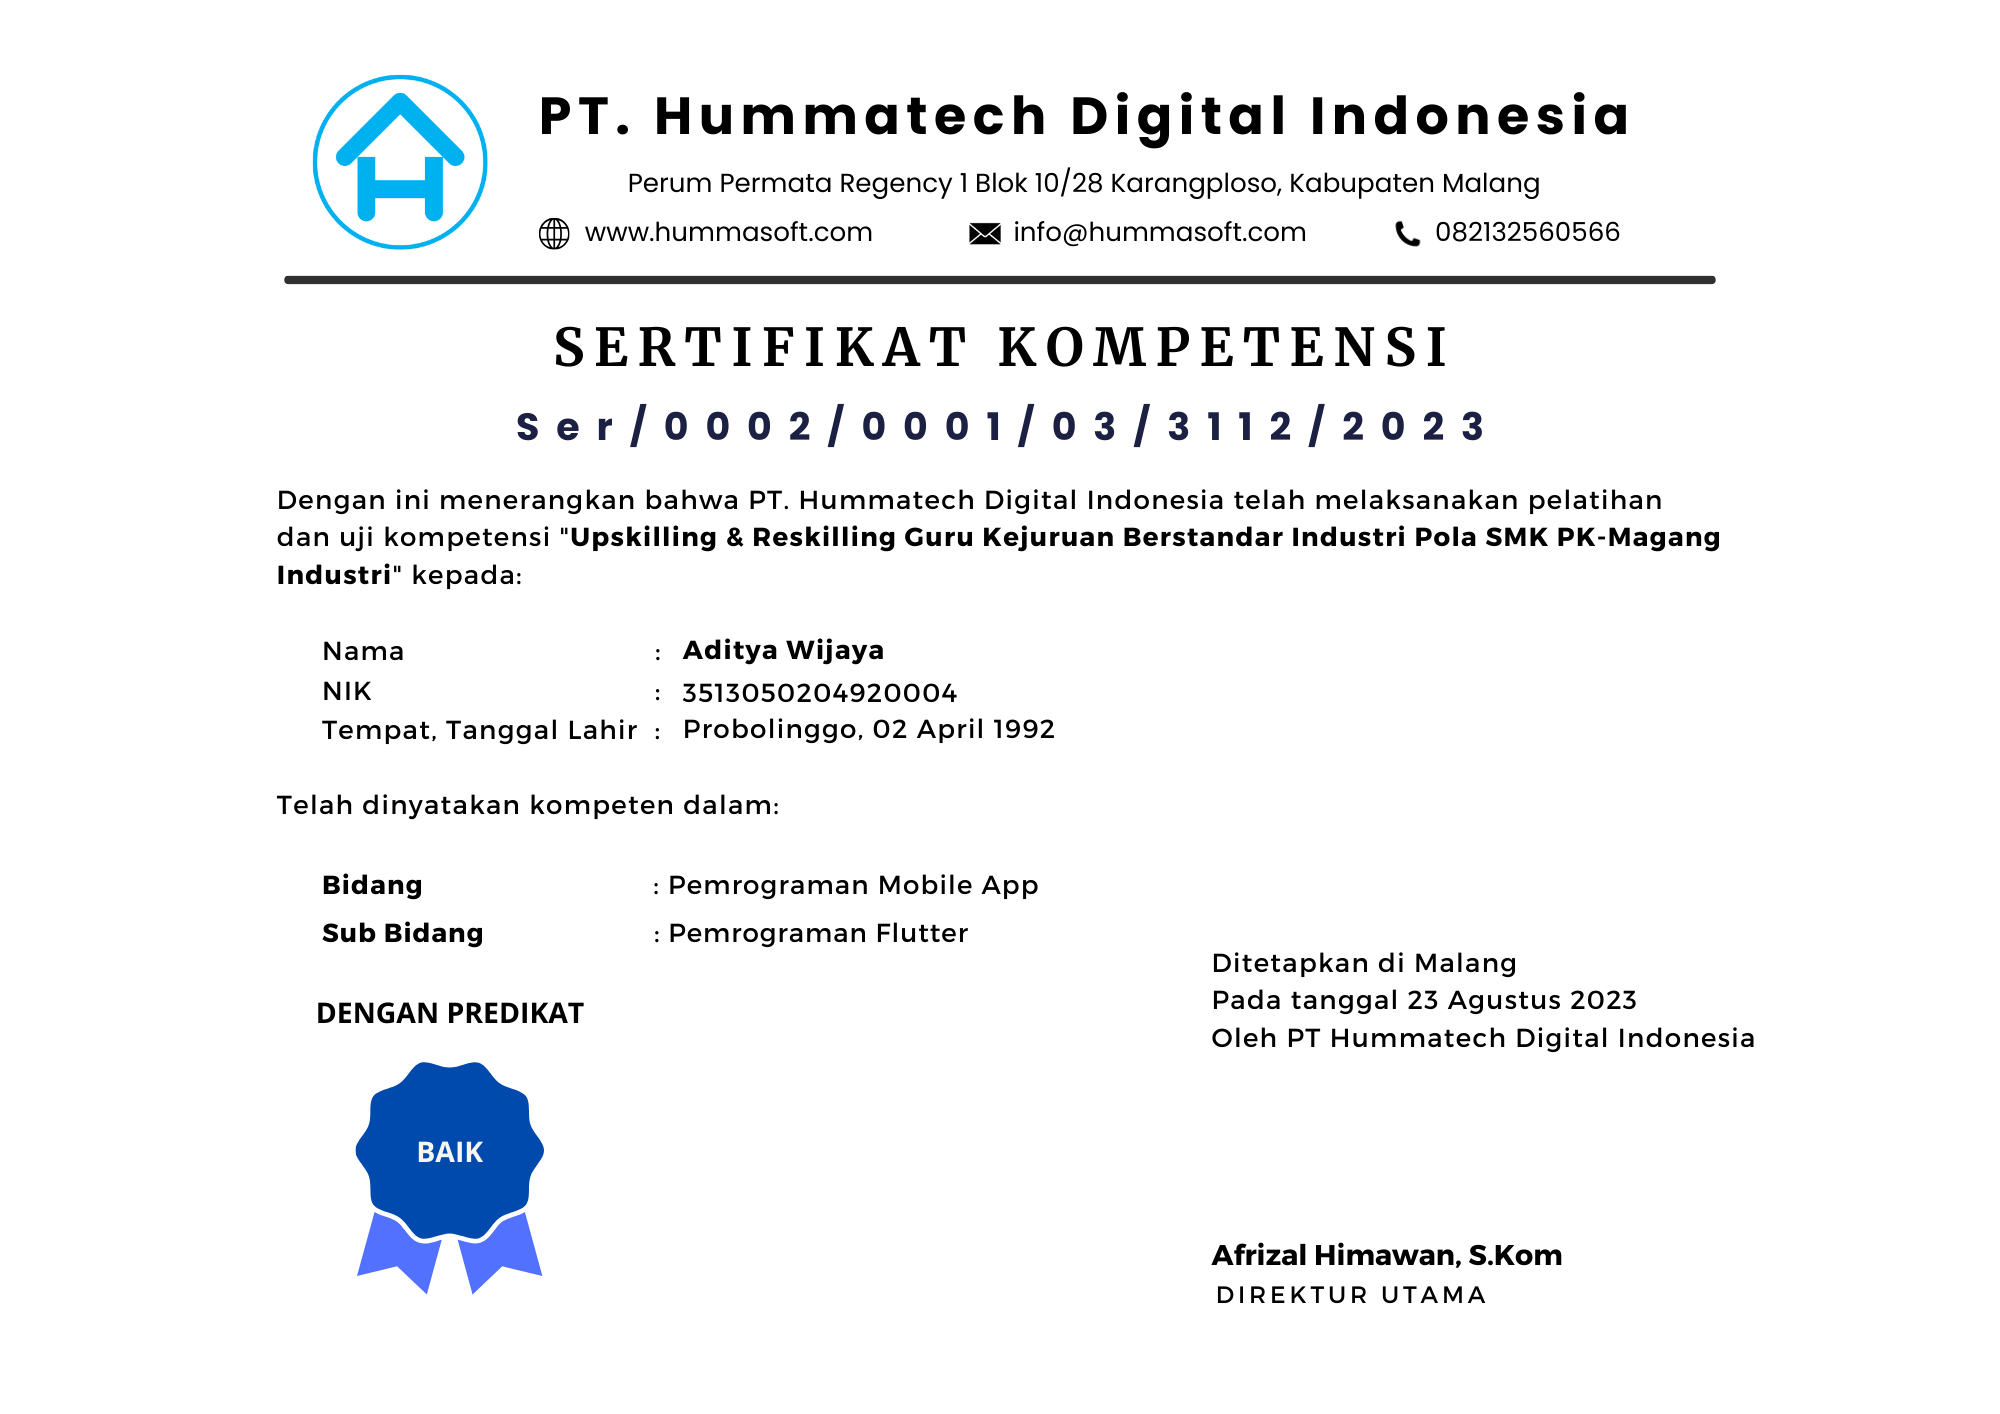 PT. Hummatech Digital Indonesia
Perum Permata Regency 1 Blok 10/28 Karangploso, Kabupaten Malang
www.hummasoft.com info@hummasoft.com 082132560566
SERTIFIKAT KOMPETENSI
Ser/0002/0001/03/3112/2023
Dengan ini menerangkan bahwa PT. Hummatech Digital Indonesia telah melaksanakan pelatihan
dan uji kompetensi "Upskilling & Reskilling Guru Kejuruan Berstandar Industri Pola SMK PK-Magang
Industri" kepada:
Nama : Aditya Wijaya
NIK : 3513050204920004
Tempat, Tanggal Lahir : Probolinggo, 02 April 1992
Telah dinyatakan kompeten dalam:
Bidang : Pemrograman Mobile App
Sub Bidang : Pemrograman Flutter
DENGAN PREDIKAT
BAIK
Ditetapkan di Malang
Pada tanggal 23 Agustus 2023
Oleh PT Hummatech Digital Indonesia
Afrizal Himawan, S.Kom
DIREKTUR UTAMA